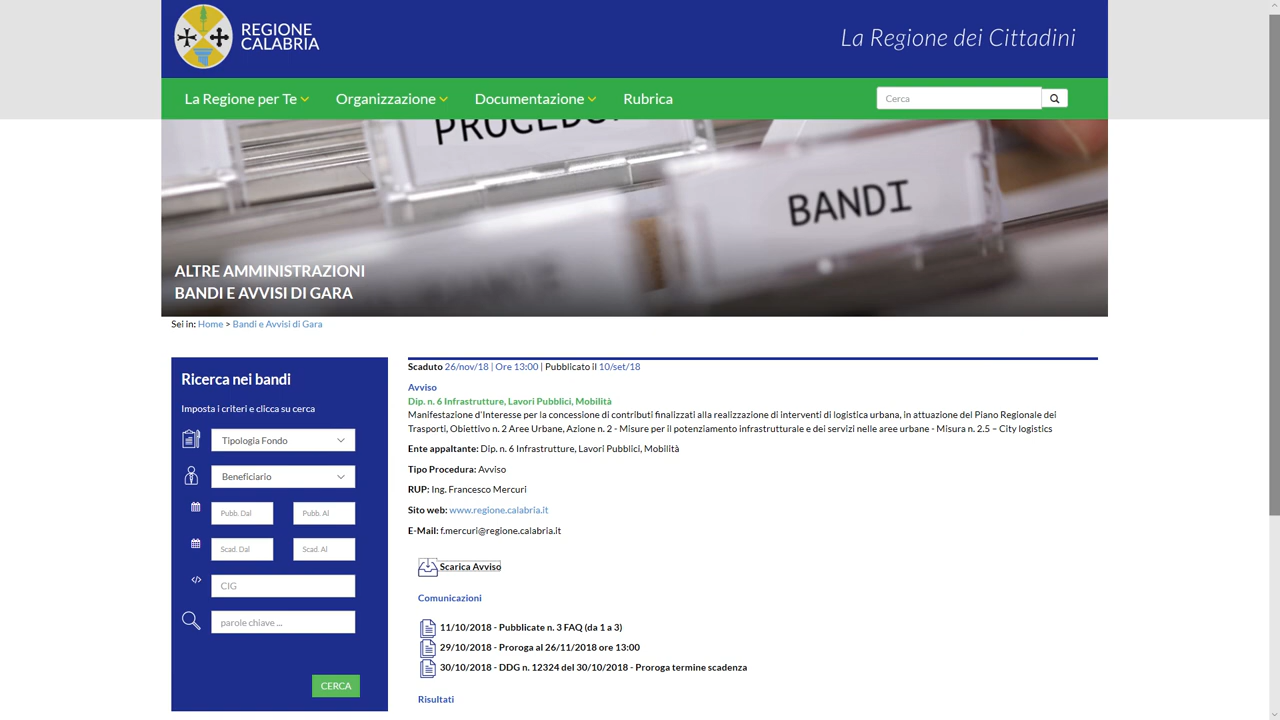 REGIONE
CALABRIA
La Regione dei Cittadini
La Regione per Te
Organizzazione
Documentazione
Rubrica
Cerca
BANDI
ALTRE AMMINISTRAZIONI
BANDI E AVVISI DI GARA
Sei in: Home > Bandi e Avvisi di Gara
Ricerca nei bandi
Imposta i criteri e clicca su cerca
Tipologia Fondo
Beneficiario
Pubb. Dal
Pubb. Al
Scad. Dal
Scad. Al
CIG
parole chiave ...
CERCA
Scaduto 26/nov/18 | Ore 13:00 | Pubblicato il 10/set/18
Avviso
Dip. n. 6 Infrastrutture, Lavori Pubblici, Mobilità
Manifestazione d'Interesse per la concessione di contributi finalizzati alla realizzazione di interventi di logistica urbana, in attuazione del Piano Regionale dei
Trasporti, Obiettivo n. 2 Aree Urbane, Azione n. 2 - Misure per il potenziamento infrastrutturale e dei servizi nelle aree urbane - Misura n. 2.5 – City logistics
Ente appaltante: Dip. n. 6 Infrastrutture, Lavori Pubblici, Mobilità
Tipo Procedura: Avviso
RUP: Ing. Francesco Mercuri
Sito web: www.regione.calabria.it
E-Mail: f.mercuri@regione.calabria.it
Scarica Avviso
Comunicazioni
11/10/2018 - Pubblicate n. 3 FAQ (da 1 a 3)
29/10/2018 - Proroga al 26/11/2018 ore 13:00
30/10/2018 - DDG n. 12324 del 30/10/2018 - Proroga termine scadenza
Risultati